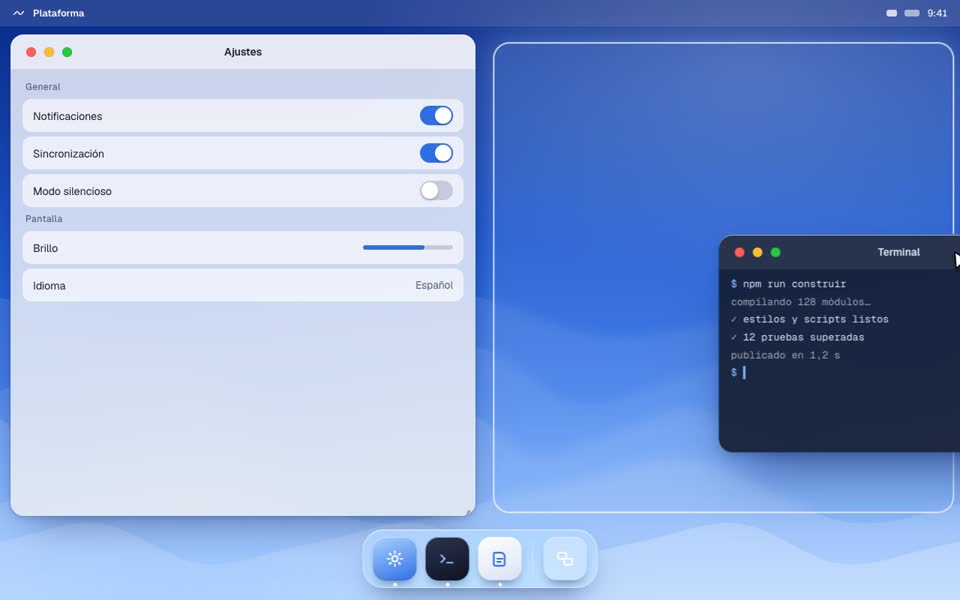 Plataforma
9:41
Ajustes
General
Notificaciones
Sincronización
Modo silencioso
Pantalla
Brillo
Idioma Español
Terminal
$ npm run construir
compilando 128 módulos…
✓ estilos y scripts listos
✓ 12 pruebas superadas
publicado en 1,2 s
$